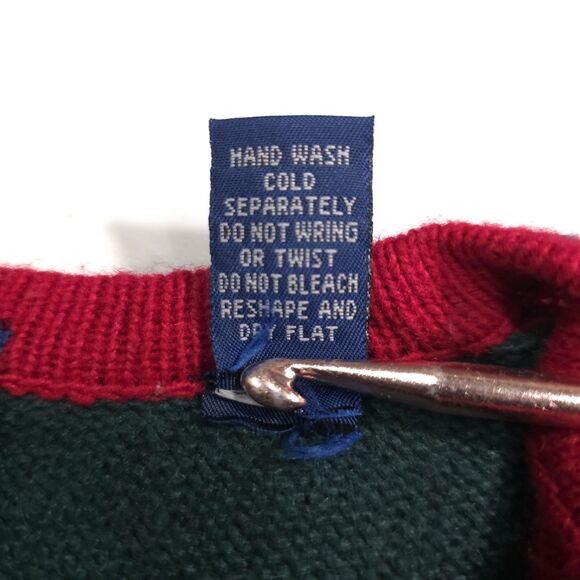 HAND WASH
COLD
SEPARATELY
DO NOT WRING
OR TWIST
DO NOT BLEACH
RESHAPE AND
DRY FLAT